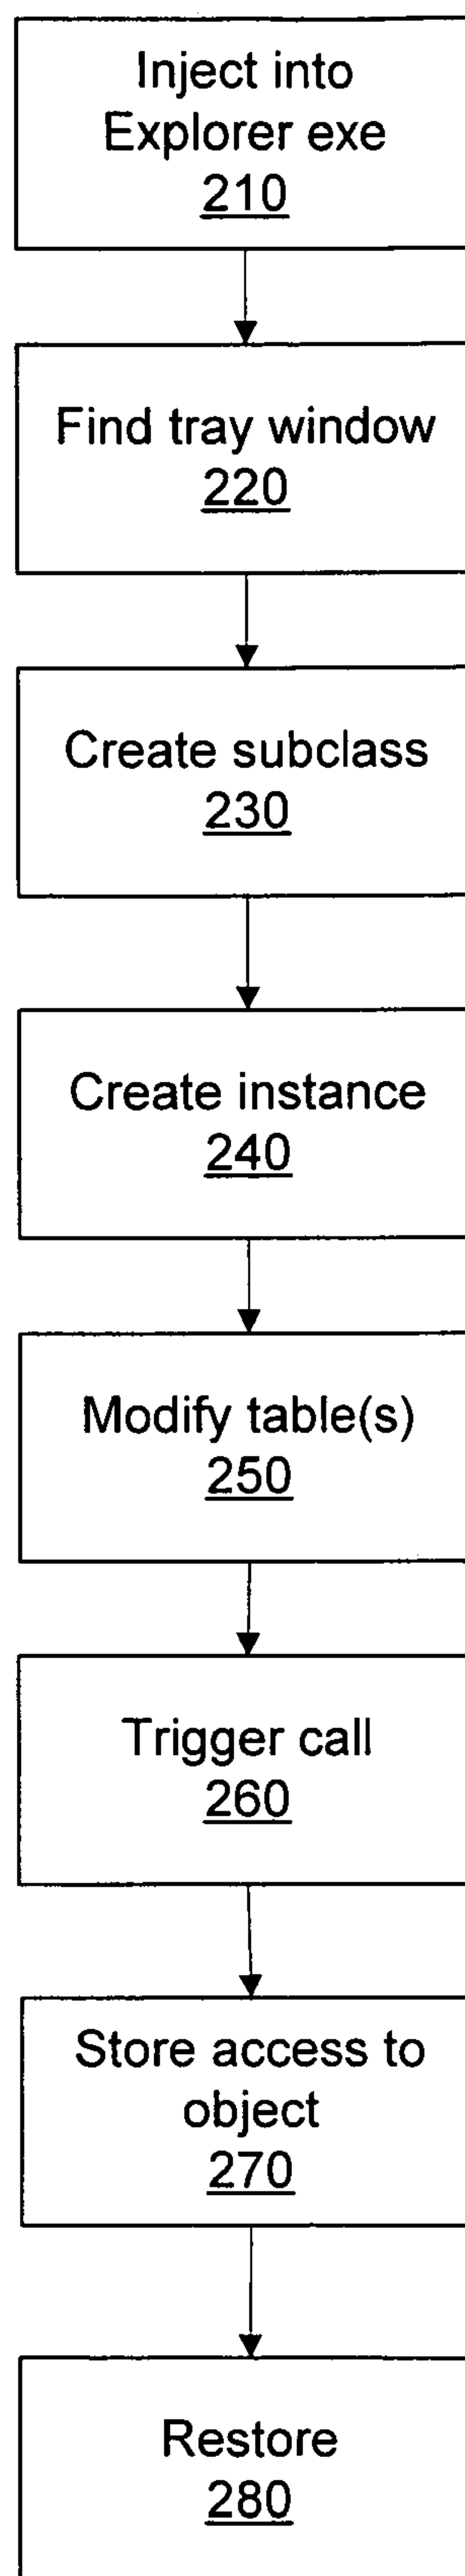 Inject into
Explorer exe
210
Find tray window
220
Create subclass
230
Create instance
240
Modify table(s)
250
Trigger call
260
Store access to
object
270
Restore
280